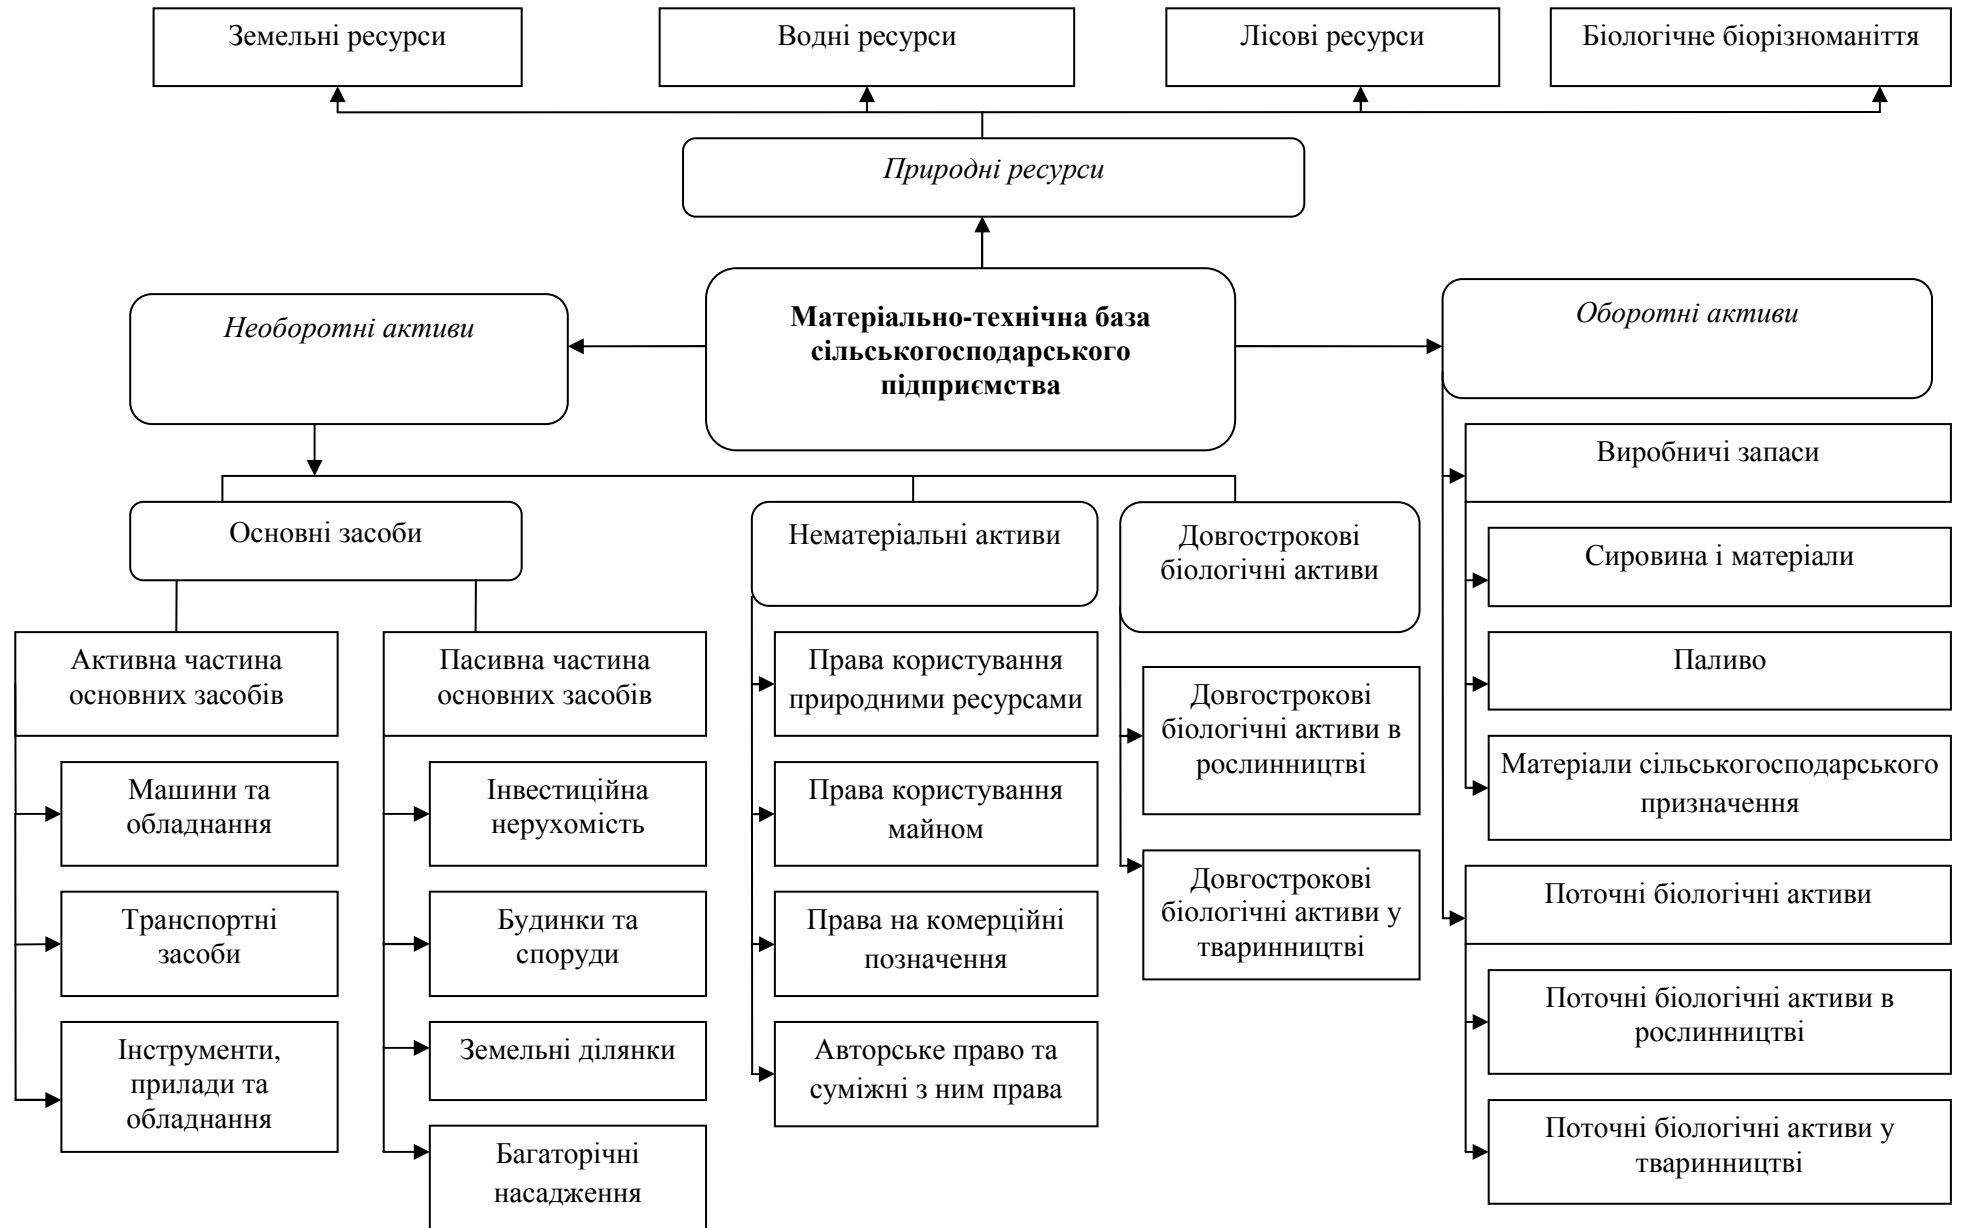 Земельні ресурси
Водні ресурси
Лісові ресурси
Біологічне біорізноманіття
Природні ресурси
Необоротні активи
Матеріально-технічна база
сільськогосподарського
підприємства
Оборотні активи
Основні засоби
Активна частина
основних засобів
Машини та
обладнання
Транспортні
засоби
Інструменти,
прилади та
обладнання
Пасивна частина
основних засобів
Інвестиційна
нерухомість
Будинки та
споруди
Земельні ділянки
Багаторічні
насадження
Нематеріальні активи
Права користування
природними ресурсами
Права користування
майном
Права на комерційні
позначення
Авторське право та
суміжні з ним права
Довгострокові
біологічні активи
Довгострокові
біологічні активи в
рослинництві
Довгострокові
біологічні активи у
тваринництві
Виробничі запаси
Сировина і матеріали
Паливо
Матеріали сільськогосподарського
призначення
Поточні біологічні активи
Поточні біологічні активи в
рослинництві
Поточні біологічні активи у
тваринництві